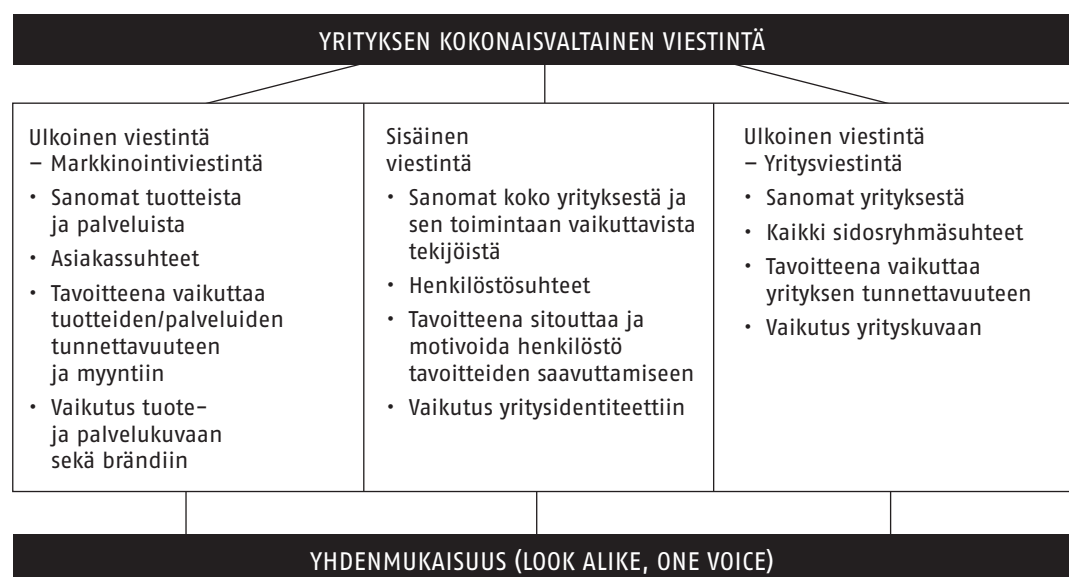 YRITYKSEN KOKONAISVALTAINEN VIESTINTÄ
Ulkoinen viestintä
– Markkinointiviestintä
• Sanomat tuotteista
ja palveluista
• Asiakassuhteet
• Tavoitteena vaikuttaa
tuotteiden/palveluiden
tunnettavuuteen
ja myyntiin
• Vaikutus tuote-
ja palvelukuvaan
sekä brändiin
Sisäinen
viestintä
• Sanomat koko yrityksestä ja
sen toimintaan vaikuttavista
tekijöistä
• Henkilöstösuhteet
• Tavoitteena sitouttaa ja
motivoida henkilöstö
tavoitteiden saavuttamiseen
• Vaikutus yritysidentiteettiin
Ulkoinen viestintä
– Yritysviestintä
• Sanomat yrityksestä
• Kaikki sidosryhmäsuhteet
• Tavoitteena vaikuttaa
yrityksen tunnettavuuteen
• Vaikutus yrityskuvaan
YHDENMUKAISUUS (LOOK ALIKE, ONE VOICE)